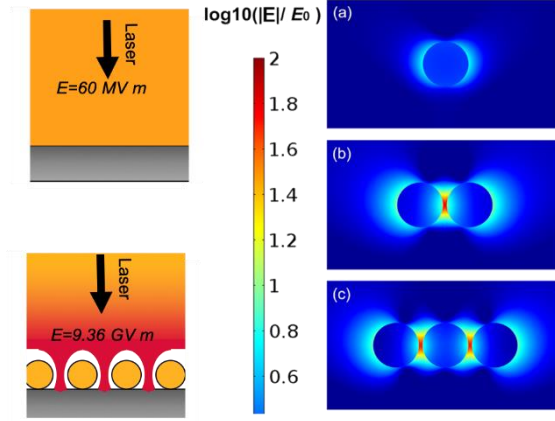 Laser
E=60 MV m
Laser
E=9.36 GV m
log10(|E|/ E0 )
2
1.8
1.6
1.4
1.2
1
0.8
0.6
(a)
(b)
(c)